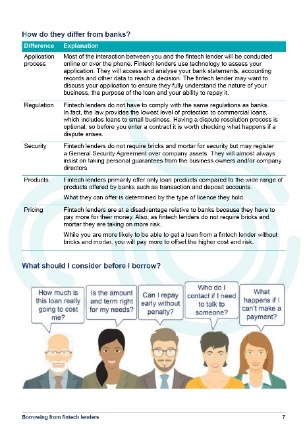 How do they differ from banks?
Difference Explanation
Application Most of the interaction between you and the fintech lender will be conducted
process online or over the phone. Fintech lenders use technology to assess your
application. They will access and analyse your bank statements, accounting
records and other data to reach a decision. The fintech lender may want to
discuss your application to ensure they fully understand the nature of your
business, the purpose of the loan and your ability to repay it.
Regulation Fintech lenders do not have to comply with the same regulations as banks.
In fact, the law provides the lowest level of protection to commercial loans,
which includes loans to small business. Having a dispute resolution process is
optional, so before you enter a contract it is worth checking what happens if a
dispute arises.
Security Fintech lenders do not require bricks and mortar for security but may register
a General Security Agreement over company assets. They will almost always
insist on taking personal guarantees from the business owners and/or company
directors.
Products Fintech lenders primarily offer only loan products compared to the wide range of
products offered by banks such as transaction and deposit accounts.
What they can offer is determined by the type of licence they hold.
Pricing Fintech lenders are at a disadvantage relative to banks because they have to
pay more for their money. Also, as fintech lenders do not require bricks and
mortar they are taking on more risk.
While you are more likely to be able to get a loan from a fintech lender without
bricks and mortar, you will pay more to offset the higher cost and risk.
What should I consider before I borrow?
How much is
this loan really
going to cost
me?
Is the amount
and term right
for my needs?
Can I repay
early without
penalty?
Who do I
contact if I need
to talk to
someone?
What
happens if I
can't make a
payment?
Borrowing from fintech lenders 7